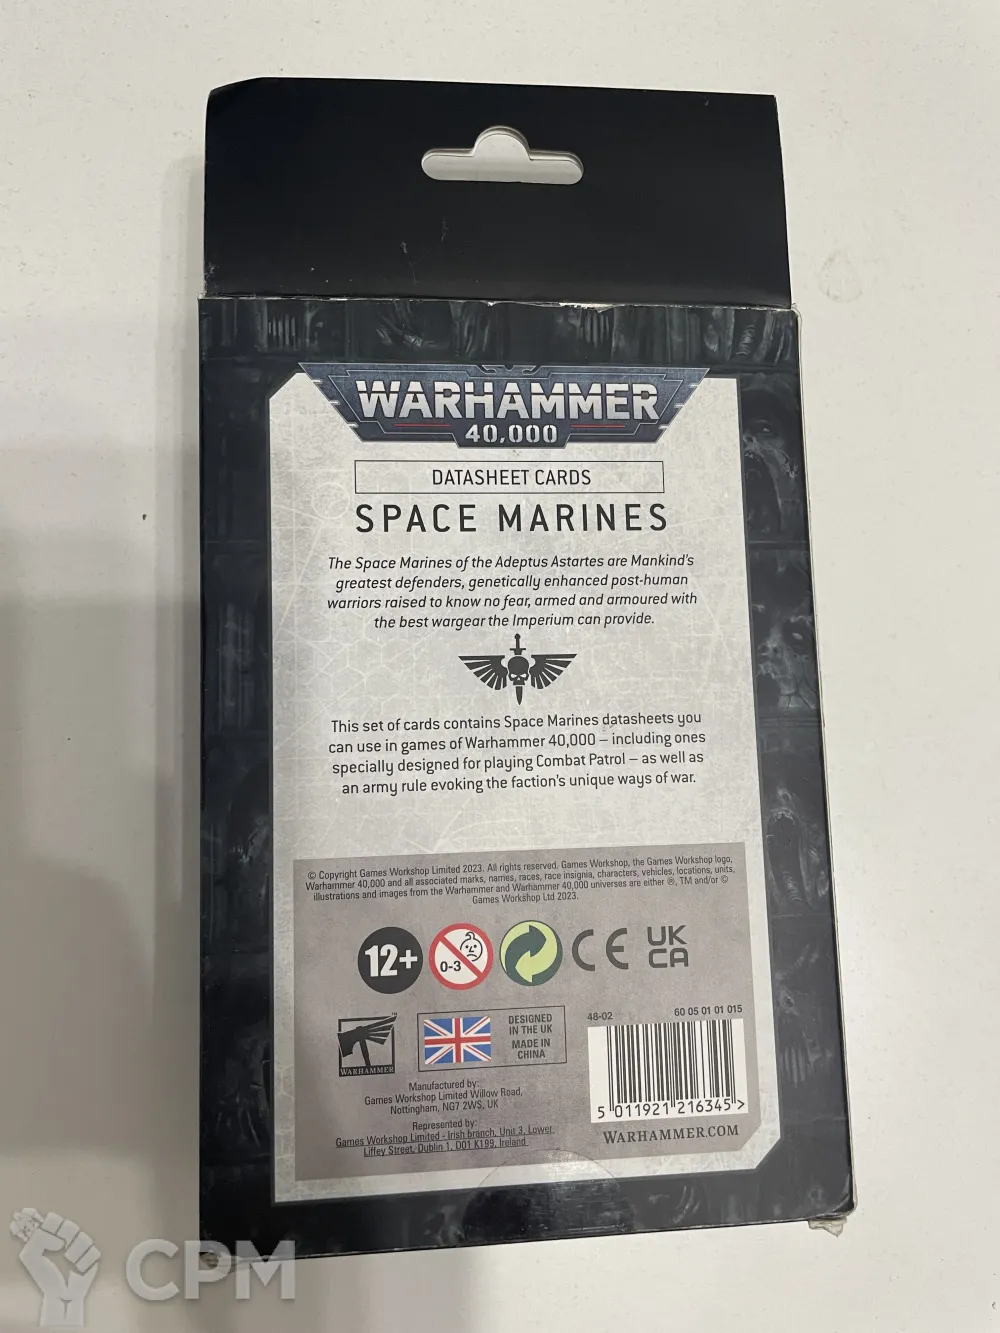 WARHAMMER
40,000
DATASHEET CARDS
SPACE MARINES
The Space Marines of the Adeptus Astartes are Mankind's
greatest defenders, genetically enhanced post-human
warriors raised to know no fear, armed and armoured with
the best wargear the Imperium can provide.
This set of cards contains Space Marines datasheets you
can use in games of Warhammer 40,000 – including ones
specially designed for playing Combat Patrol – as well as
an army rule evoking the faction's unique ways of war.
© Copyright Games Workshop Limited 2023. All rights reserved. Games Workshop, the Games Workshop logo,
Warhammer 40,000 and all associated marks, names, races, race insignia, characters, vehicles, locations, units,
illustrations and images from the Warhammer and Warhammer 40,000 universes are either ®, TM and/or ©
Games Workshop Ltd 2023.
12+
0-3
CE
UK
CA
WARHAMMER
™
DESIGNED
IN THE UK
MADE IN
CHINA
48-02 60 05 01 01 015
5 011921 216345 >
Manufactured by:
Games Workshop Limited Willow Road,
Nottingham, NG7 2WS, UK
Represented by:
Games Workshop Limited - Irish branch, Unit 3, Lower
Liffey Street, Dublin 1, D01 K199, Ireland
WARHAMMER.COM
CPM